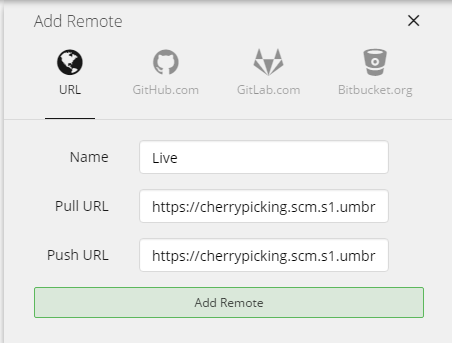 Add Remote
URL GitHub.com GitLab.com Bitbucket.org
Name Live
Pull URL https://cherrypicking.scm.s1.umbr
Push URL https://cherrypicking.scm.s1.umbr
Add Remote